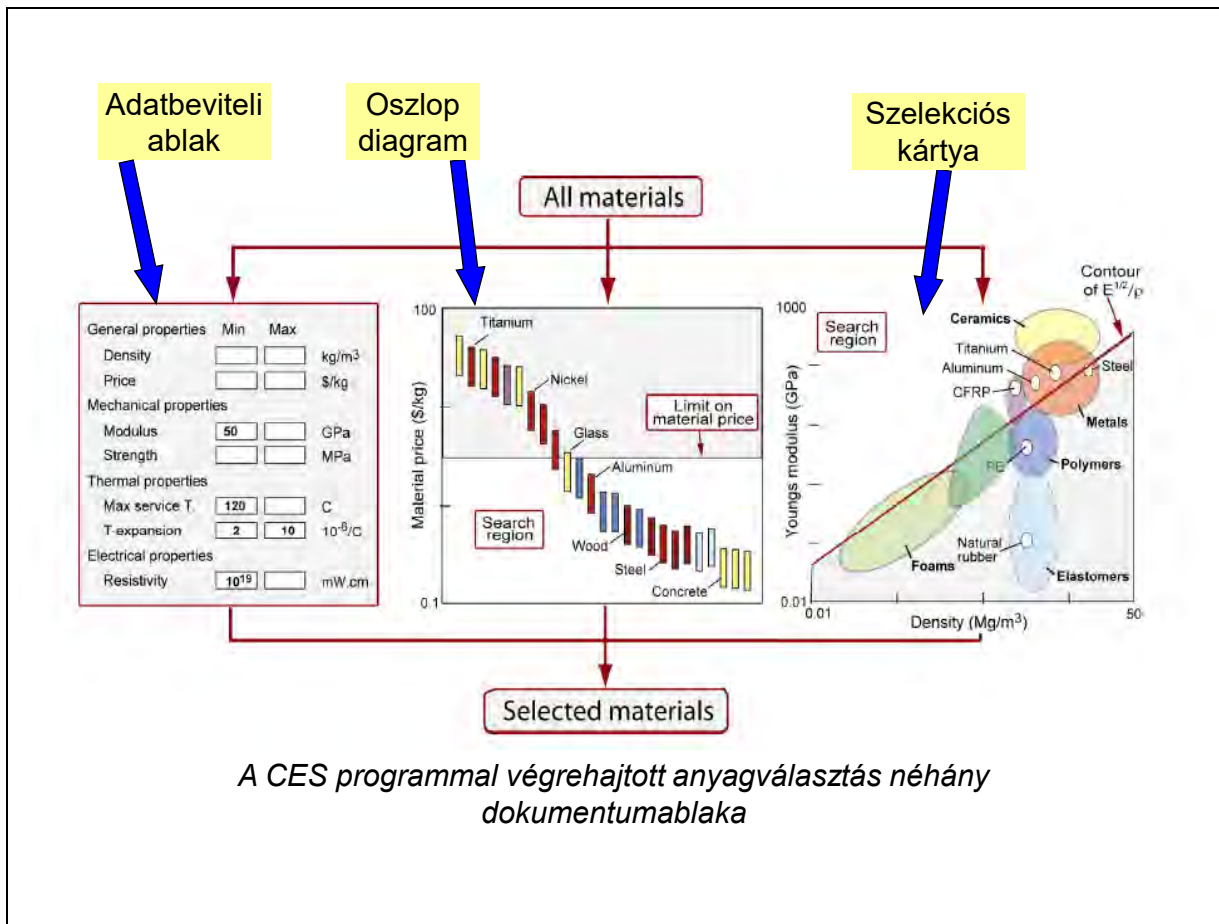 Adatbeviteli
ablak
Oszlop
diagram
Szelekciós
kártya
All materials
General properties Min Max
Density kg/m³
Price $/kg
Mechanical properties
Modulus 50 GPa
Strength MPa
Thermal properties
Max service T. 120 C
T-expansion 2 10 10⁻⁶/C
Electrical properties
Resistivity 10¹⁹ mW.cm
100
Material price ($/kg)
0.1
Titanium
Nickel
Limit on
material price
Glass
Aluminum
Search
region
Wood
Steel
Concrete
1000
Youngs modulus (GPa)
0.01
Search
region
Contour
of E¹/²/ρ
Ceramics
Titanium
Aluminum
Steel
CFRP
Metals
PE
Polymers
Natural
rubber
Foams
Elastomers
0.01
50
Density (Mg/m³)
Selected materials
A CES programmal végrehajtott anyagválasztás néhány
dokumentumablaka